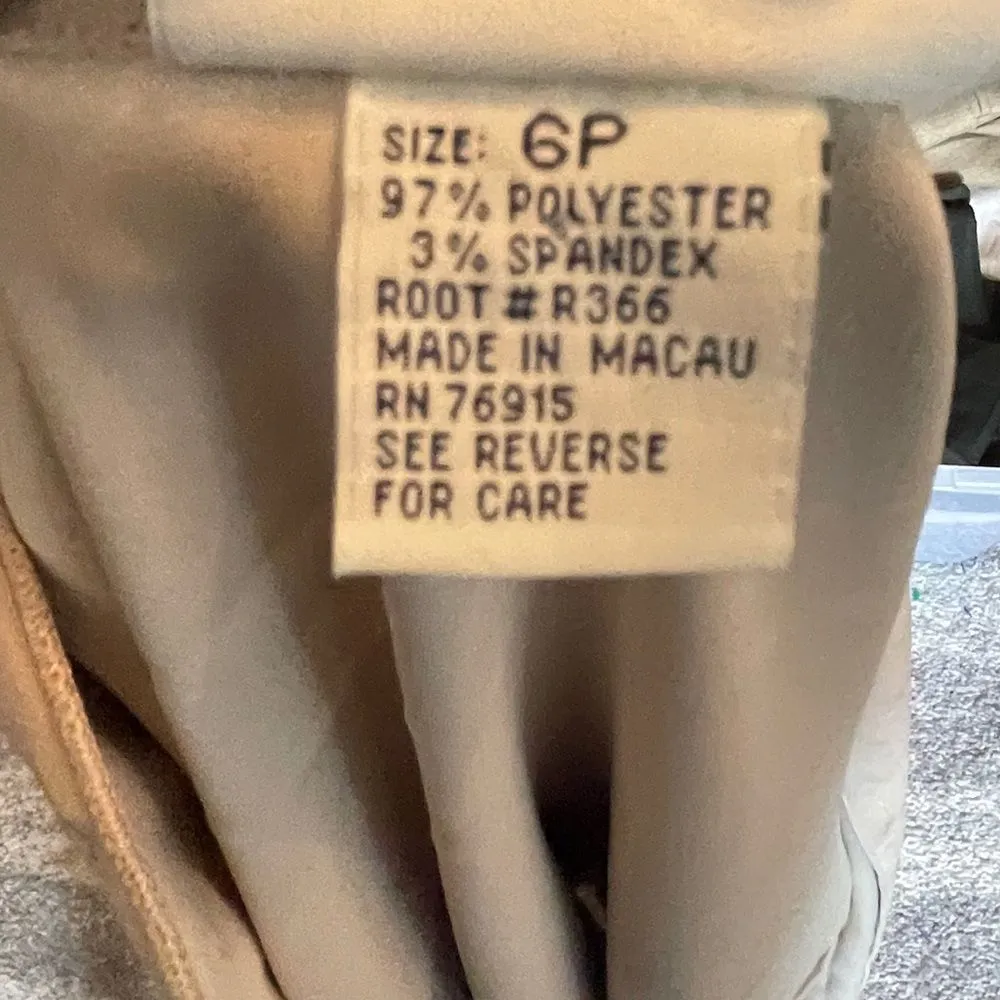 SIZE: 6P
97% POLYESTER
3% SPANDEX
ROOT #R366
MADE IN MACAU
RN 76915
SEE REVERSE
FOR CARE